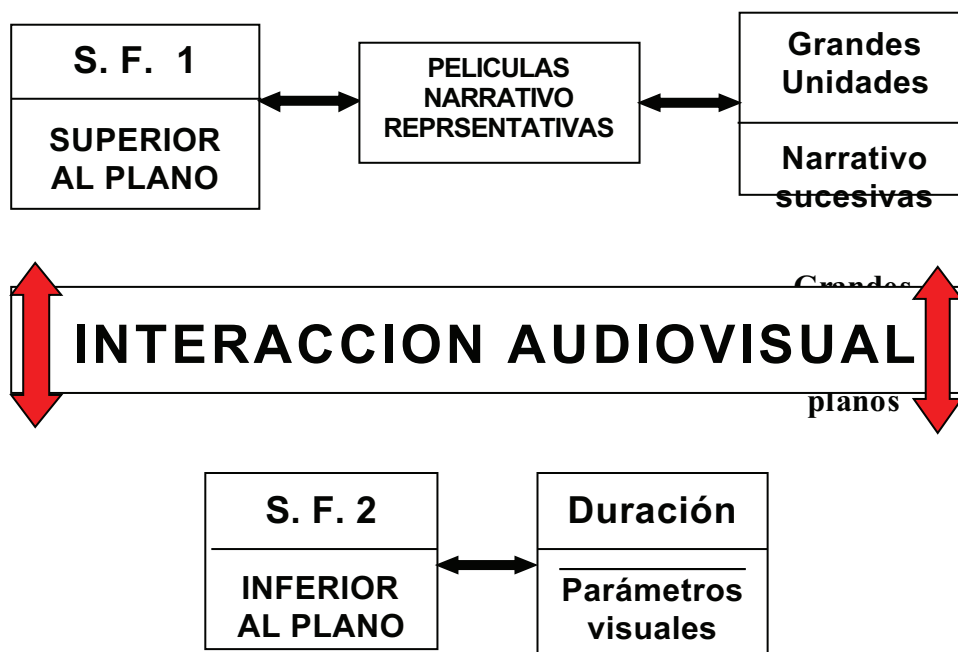 S. F. 1
SUPERIOR
AL PLANO
PELICULAS
NARRATIVO
REPRSENTATIVAS
Grandes
Unidades
Narrativo
sucesivas
Grandes
INTERACCION AUDIOVISUAL
planos
S. F. 2
INFERIOR
AL PLANO
Duración
Parámetros
visuales